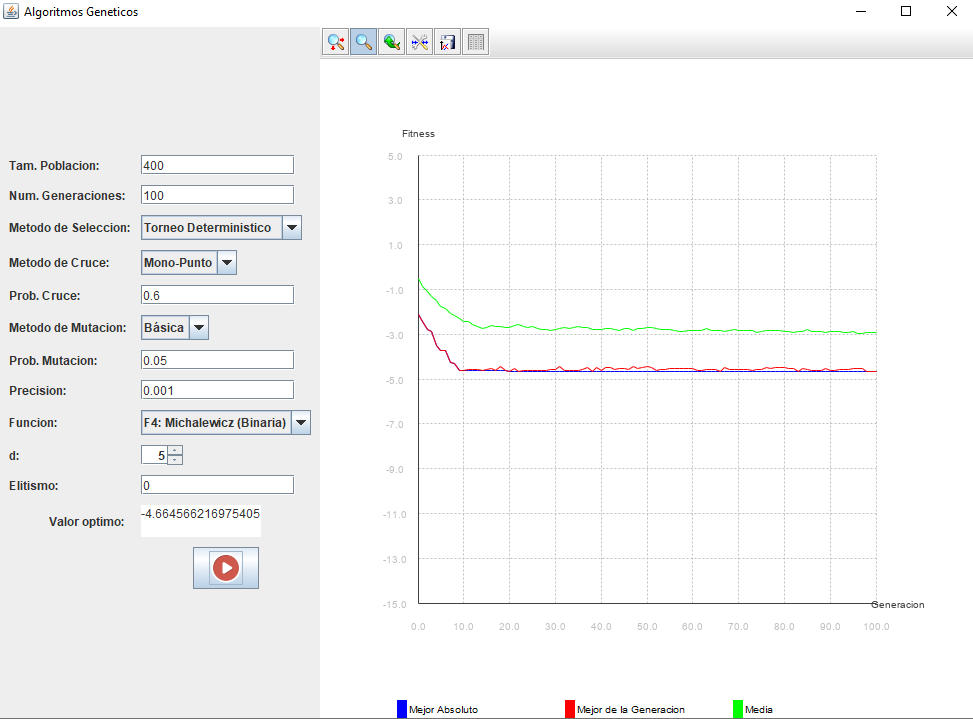 Algoritmos Geneticos
Tam. Poblacion: 400
Num. Generaciones: 100
Metodo de Seleccion: Torneo Deterministico
Metodo de Cruce: Mono-Punto
Prob. Cruce: 0.6
Metodo de Mutacion: Básica
Prob. Mutacion: 0.05
Precision: 0.001
Funcion: F4: Michalewicz (Binaria)
d: 5
Elitismo: 0
Valor optimo: -4.664566216975405
Fitness
5.0
3.0
1.0
-1.0
-3.0
-5.0
-7.0
-9.0
-11.0
-13.0
-15.0
Generacion
0.0 10.0 20.0 30.0 40.0 50.0 60.0 70.0 80.0 90.0 100.0
Mejor Absoluto Mejor de la Generacion Media